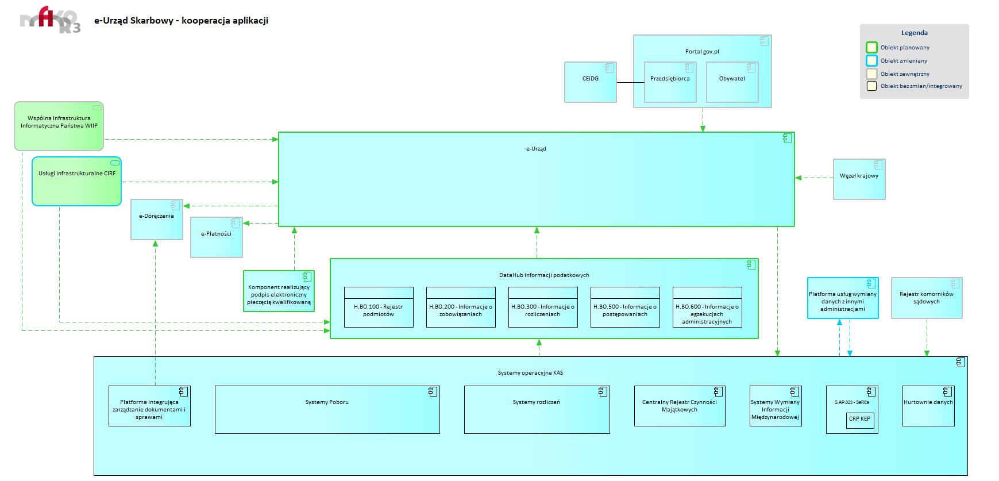 R3
e-Urząd Skarbowy - kooperacja aplikacji
Legenda
Obiekt planowany
Obiekt zmieniany
Obiekt zewnętrzny
Obiekt bez zmian/integrowany
Portal gov.pl
CEiDG
Przedsiębiorca
Obywatel
Wspólna Infrastruktura
Informatyczna Państwa WIIP
e-Urząd
Usługi infrastrukturalne CIRF
Węzeł krajowy
e-Doręczenia
e-Płatności
DataHub informacji podatkowych
Komponent realizujący
podpis elektroniczny
pieczęcią kwalifikowaną
H.BO.100 - Rejestr
podmiotów
H.BO.200 - Informacje o
zobowiązaniach
H.BO.300 - Informacje o
rozliczeniach
H.BO.500 - Informacje o
postępowaniach
H.BO.600 - Informacje o
egzekucjach
administracyjnych
Platforma usług wymiany
danych z innymi
administracjami
Rejestr komorników
sądowych
Systemy operacyjne KAS
Platforma integrująca
zarządzanie dokumentami i
sprawami
Systemy Poboru
Systemy rozliczeń
Centralny Rejestr Czynności
Majątkowych
Systemy Wymiany
Informacji
Międzynarodowej
S.AP.023 - SeRCe
CRP KEP
Hurtownie danych